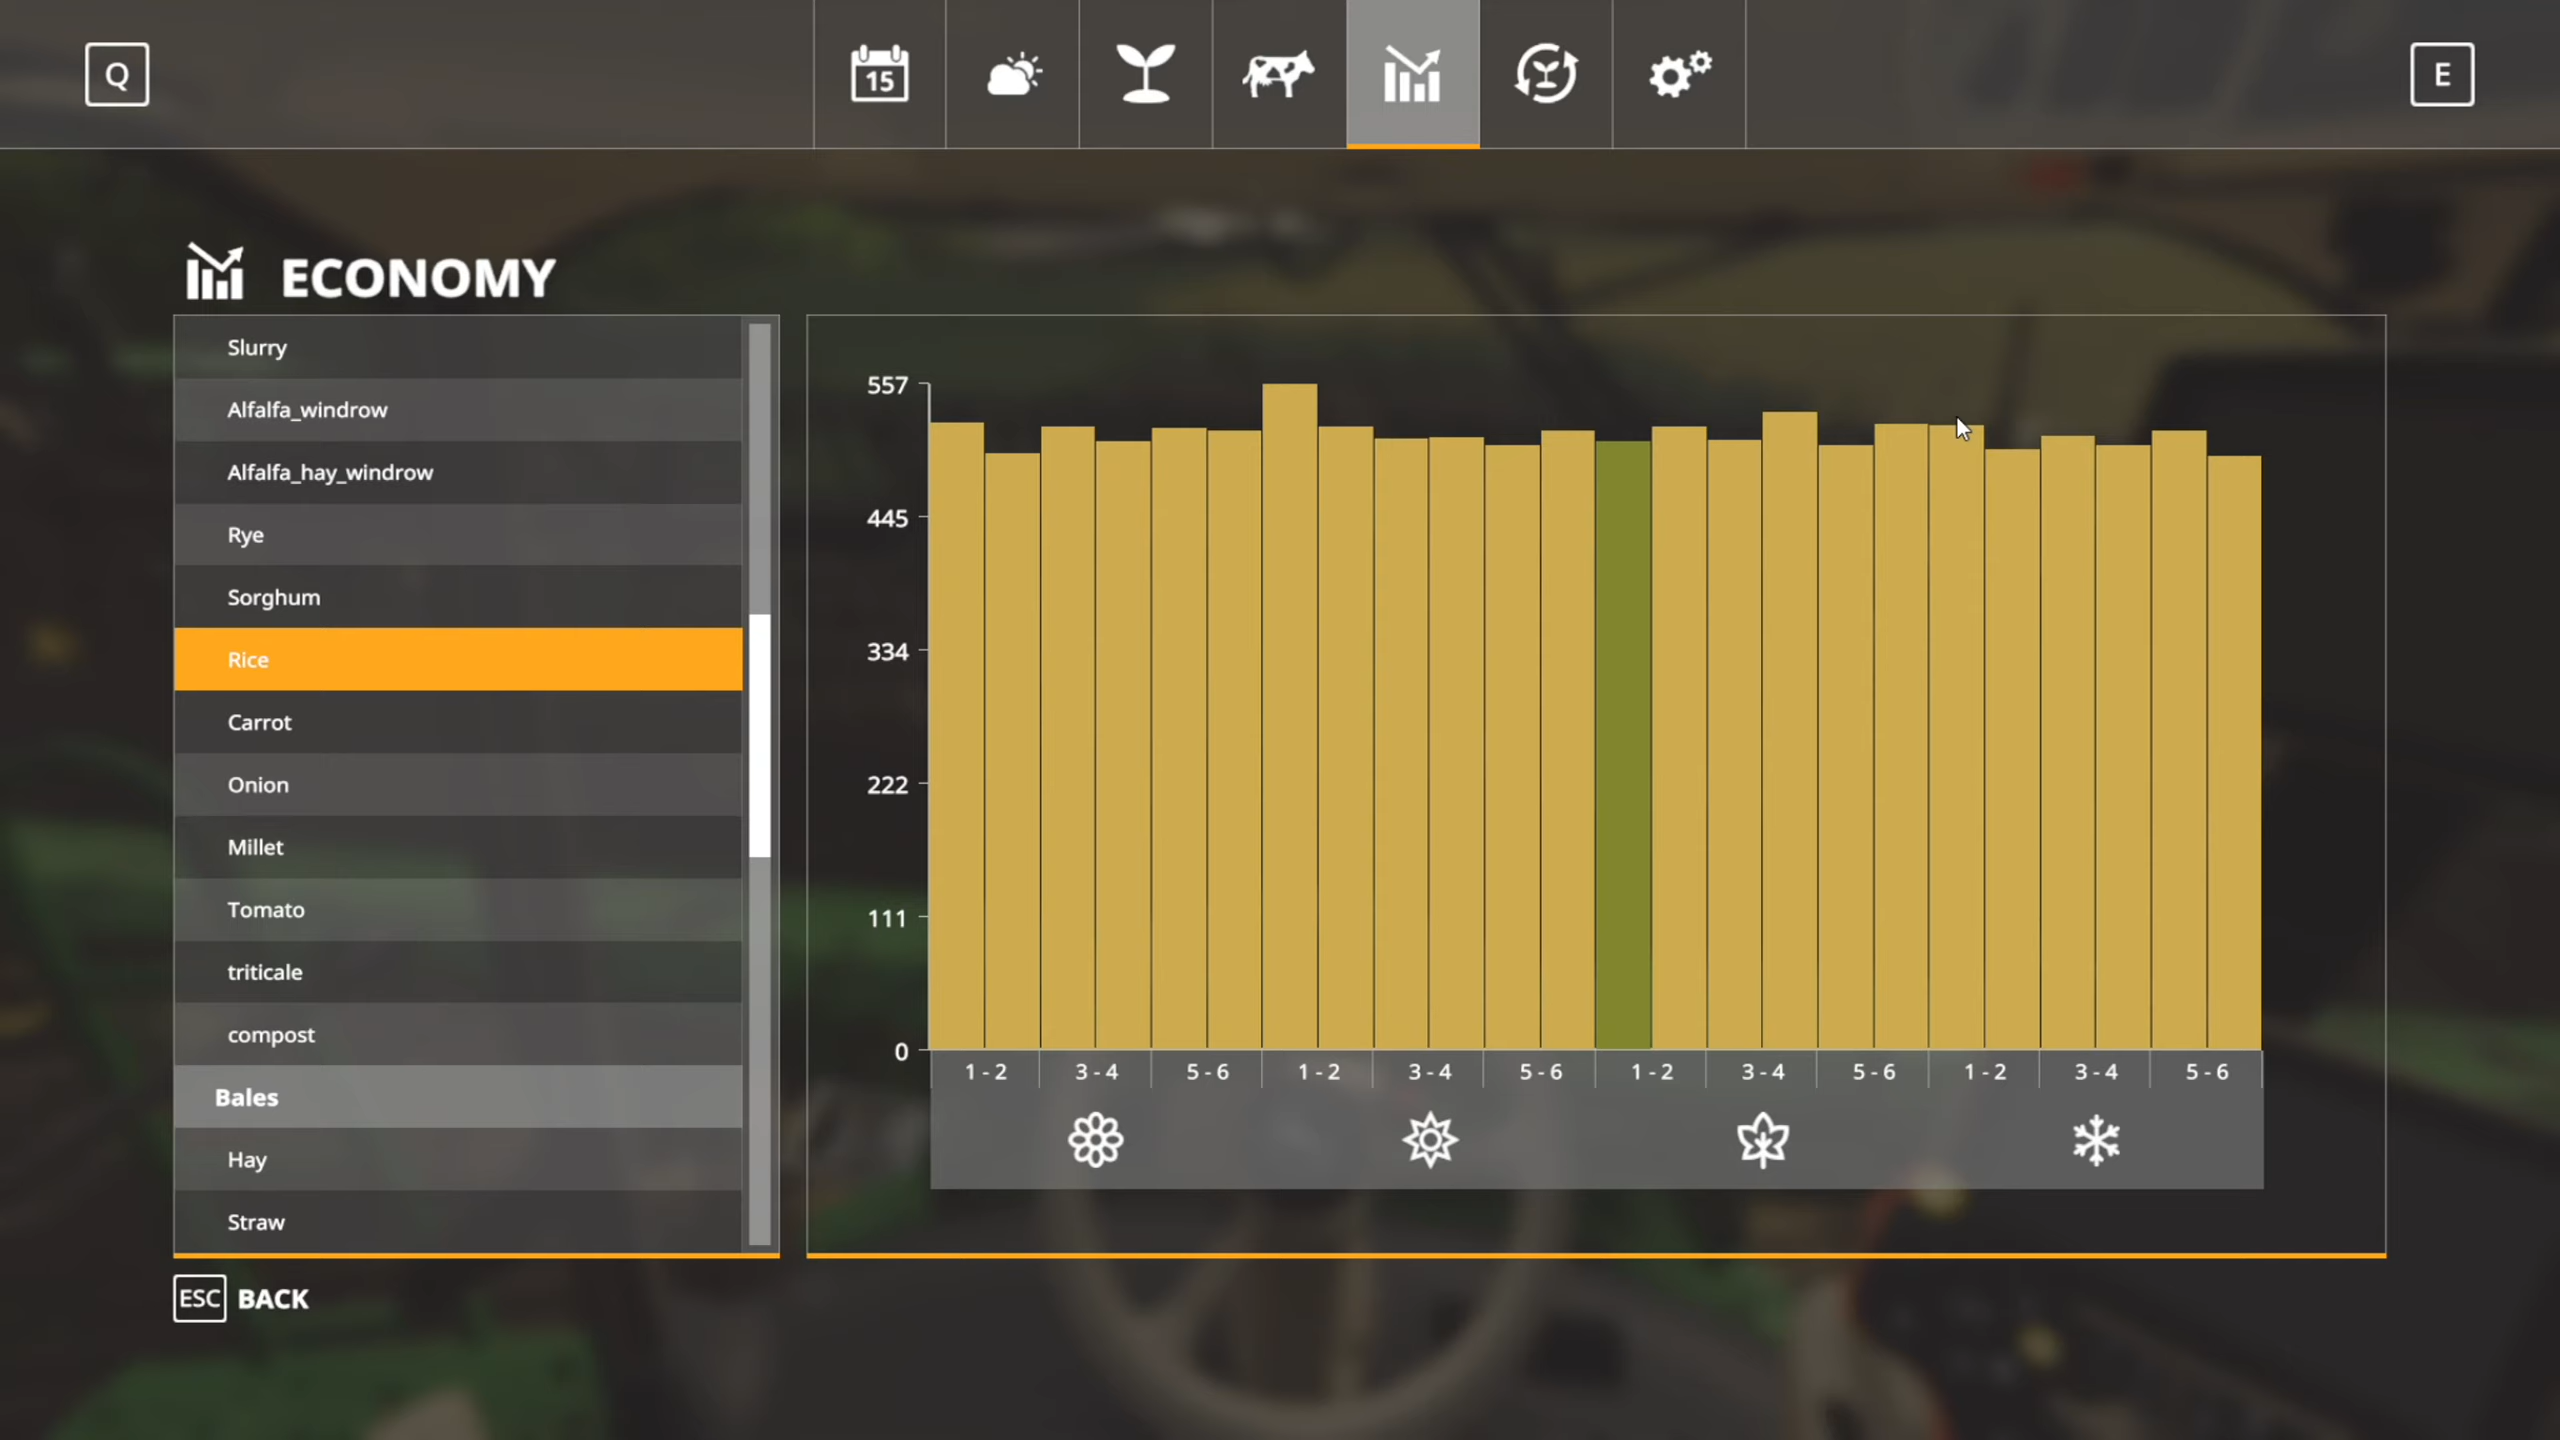 Q
15
E
ECONOMY
Slurry
Alfalfa_windrow
Alfalfa_hay_windrow
Rye
Sorghum
Rice
Carrot
Onion
Millet
Tomato
triticale
compost
Bales
Hay
Straw
557
445
334
222
111
0
1 - 2 3 - 4 5 - 6 1 - 2 3 - 4 5 - 6 1 - 2 3 - 4 5 - 6 1 - 2 3 - 4 5 - 6
ESC BACK